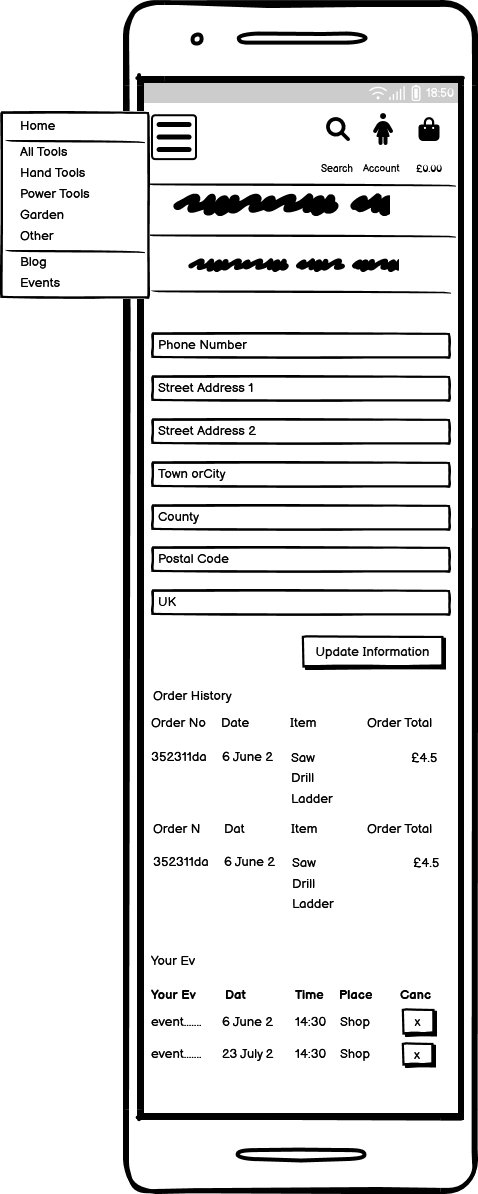 18:50
Home
All Tools
Hand Tools
Power Tools
Garden
Other
Blog
Events
Search Account £0.00
Phone Number
Street Address 1
Street Address 2
Town orCity
County
Postal Code
UK
Update Information
Order History
Order No Date Item Order Total
352311da 6 June 2 Saw £4.5
Drill
Ladder
Order N Dat Item Order Total
352311da 6 June 2 Saw £4.5
Drill
Ladder
Your Ev
Your Ev Dat Time Place Canc
event...... 6 June 2 14:30 Shop x
event...... 23 July 2 14:30 Shop x